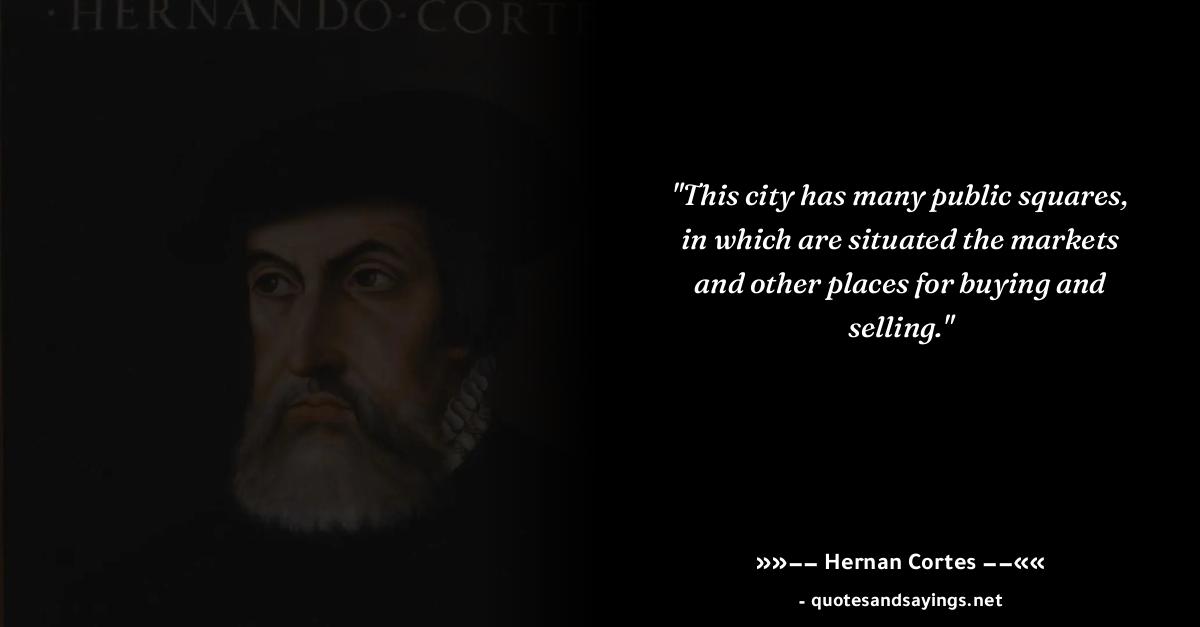 · HERNANDO · CORTE
"This city has many public squares,
in which are situated the markets
and other places for buying and
selling."
»»–– Hernan Cortes ––««
- quotesandsayings.net